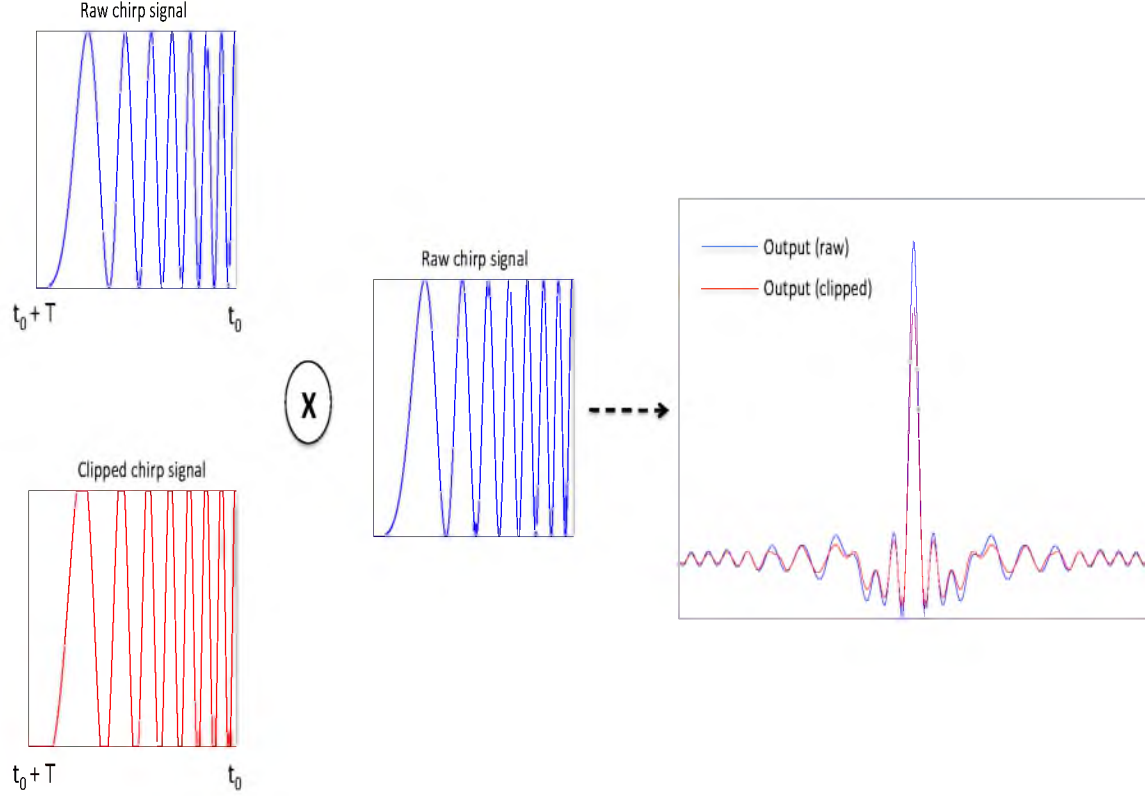 Raw chirp signal
t0 + T
t0
Raw chirp signal
X
Output (raw)
Output (clipped)
Clipped chirp signal
t0 + T
t0